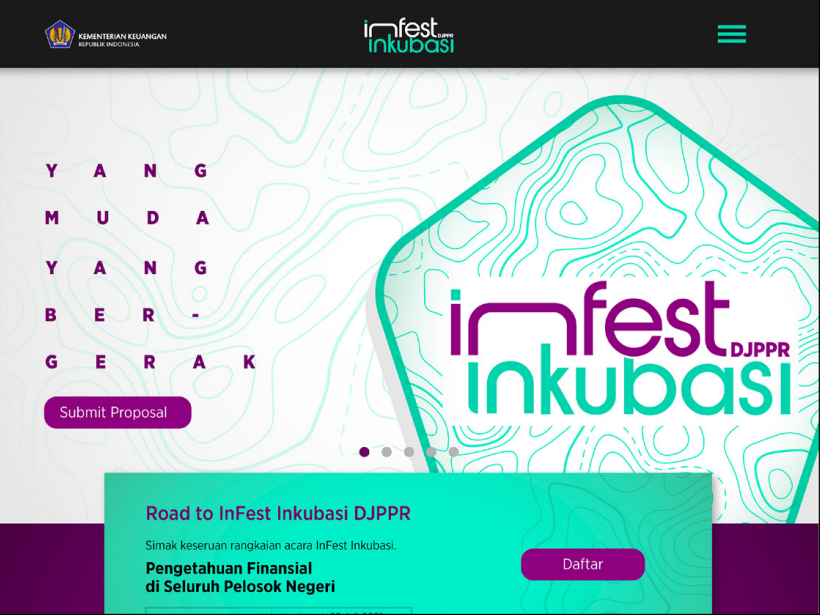 KEMENTERIAN KEUANGAN
REPUBLIK INDONESIA
infest DJPPR
inkubasi
Y A N G
M U D A
Y A N G
B E R -
G E R A K
Submit Proposal
infest DJPPR
inkubasi
Road to InFest Inkubasi DJPPR
Simak keseruan rangkaian acara InFest Inkubasi.
Pengetahuan Finansial
di Seluruh Pelosok Negeri
Daftar